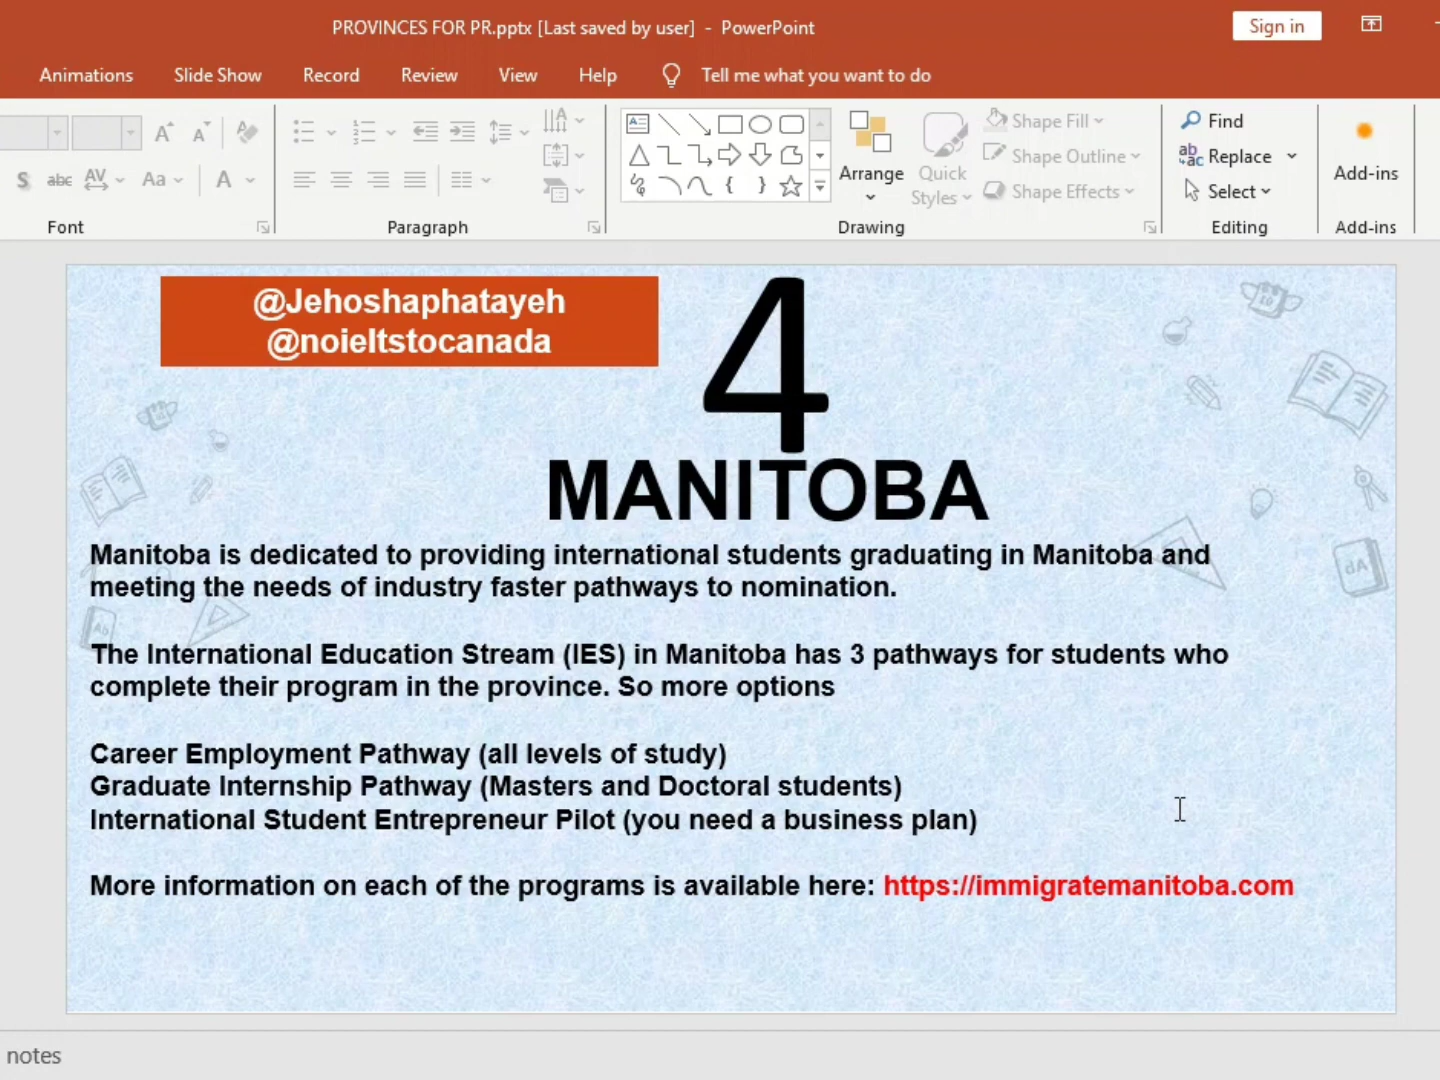 PROVINCES FOR PR.pptx [Last saved by user] - PowerPoint
Sign in
Animations Slide Show Record Review View Help Tell me what you want to do
Shape Fill
Find
Shape Outline
Replace
Arrange Quick Styles
Shape Effects
Select
Add-ins
Font Paragraph Drawing Editing Add-ins
@Jehoshaphatayeh
@noieltstocanada
4
MANITOBA
Manitoba is dedicated to providing international students graduating in Manitoba and
meeting the needs of industry faster pathways to nomination.
The International Education Stream (IES) in Manitoba has 3 pathways for students who
complete their program in the province. So more options
Career Employment Pathway (all levels of study)
Graduate Internship Pathway (Masters and Doctoral students)
International Student Entrepreneur Pilot (you need a business plan)
More information on each of the programs is available here: https://immigratemanitoba.com
notes